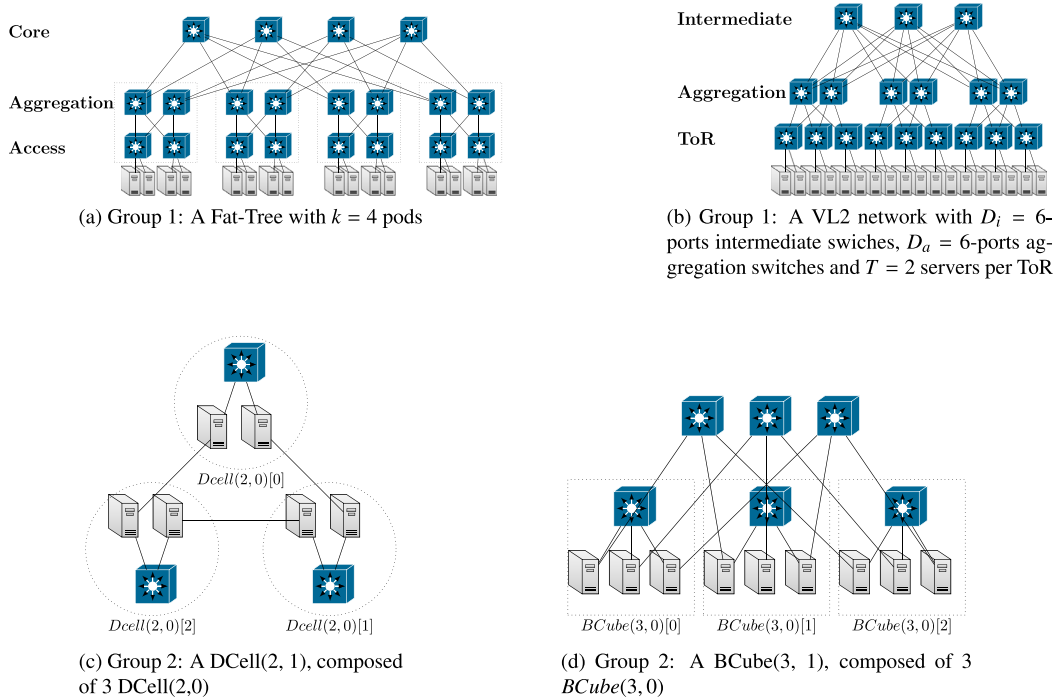 Core
Aggregation
Access
(a) Group 1: A Fat-Tree with k = 4 pods
Intermediate
Aggregation
ToR
(b) Group 1: A VL2 network with D_i = 6-
ports intermediate swiches, D_a = 6-ports ag-
gregation switches and T = 2 servers per ToR
Dcell(2, 0)[0]
Dcell(2, 0)[2]
Dcell(2, 0)[1]
(c) Group 2: A DCell(2, 1), composed
of 3 DCell(2,0)
BCube(3, 0)[0]
BCube(3, 0)[1]
BCube(3, 0)[2]
(d) Group 2: A BCube(3, 1), composed of 3
BCube(3, 0)